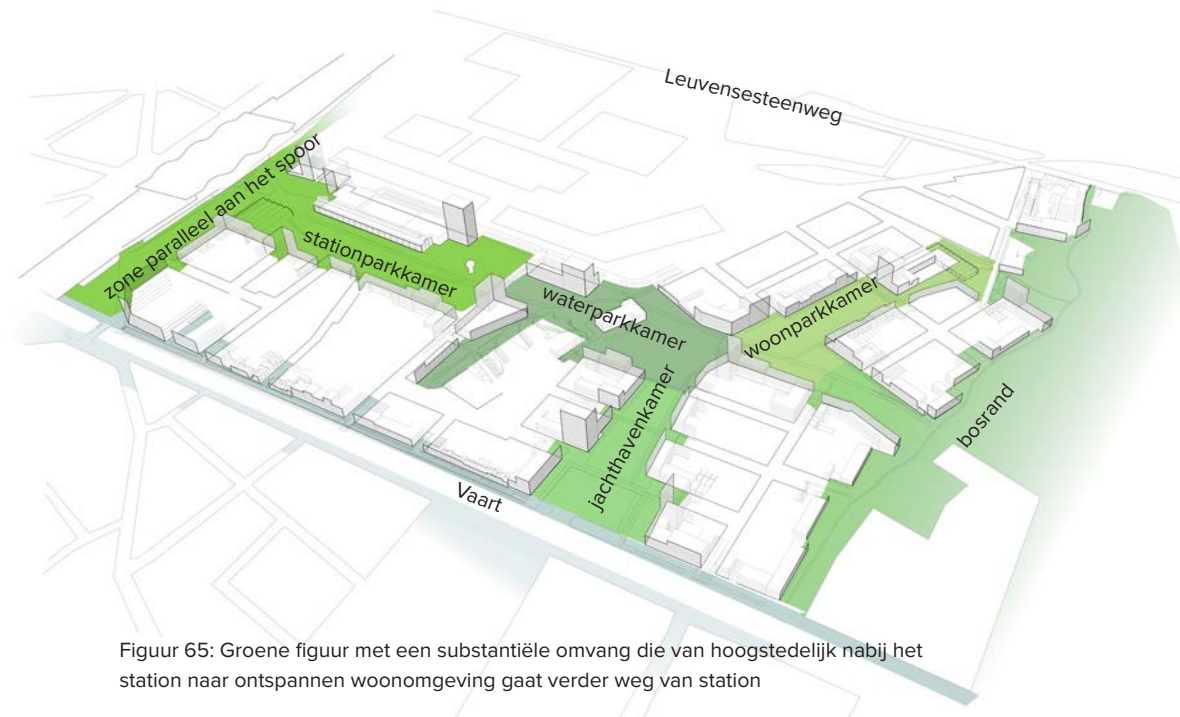 Leuvensesteenweg
zone paralleel aan het spoor
stationparkkamer
waterparkkamer
woonparkkamer
jachthavenkamer
bosrand
Vaart
Figuur 65: Groene figuur met een substantiële omvang die van hoogstedelijk nabij het
station naar ontspannen woonomgeving gaat verder weg van station